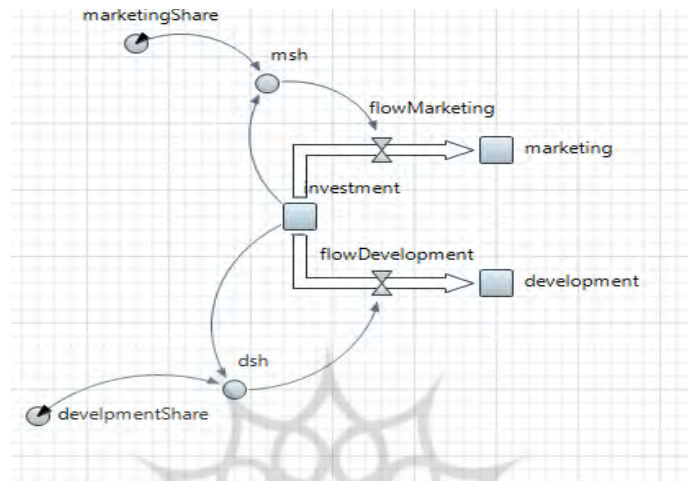 marketingShare
msh
flowMarketing
marketing
investment
flowDevelopment
development
dsh
develpmentShare